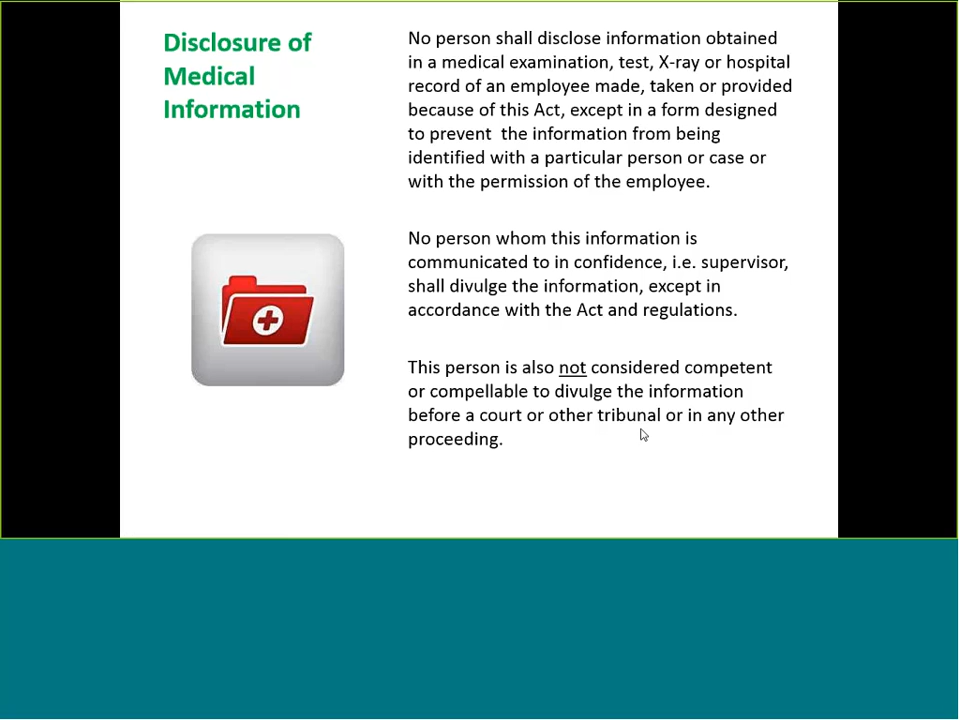 Disclosure of
Medical
Information
No person shall disclose information obtained
in a medical examination, test, X-ray or hospital
record of an employee made, taken or provided
because of this Act, except in a form designed
to prevent  the information from being
identified with a particular person or case or
with the permission of the employee.
No person whom this information is
communicated to in confidence, i.e. supervisor,
shall divulge the information, except in
accordance with the Act and regulations.
This person is also not considered competent
or compellable to divulge the information
before a court or other tribunal or in any other
proceeding.